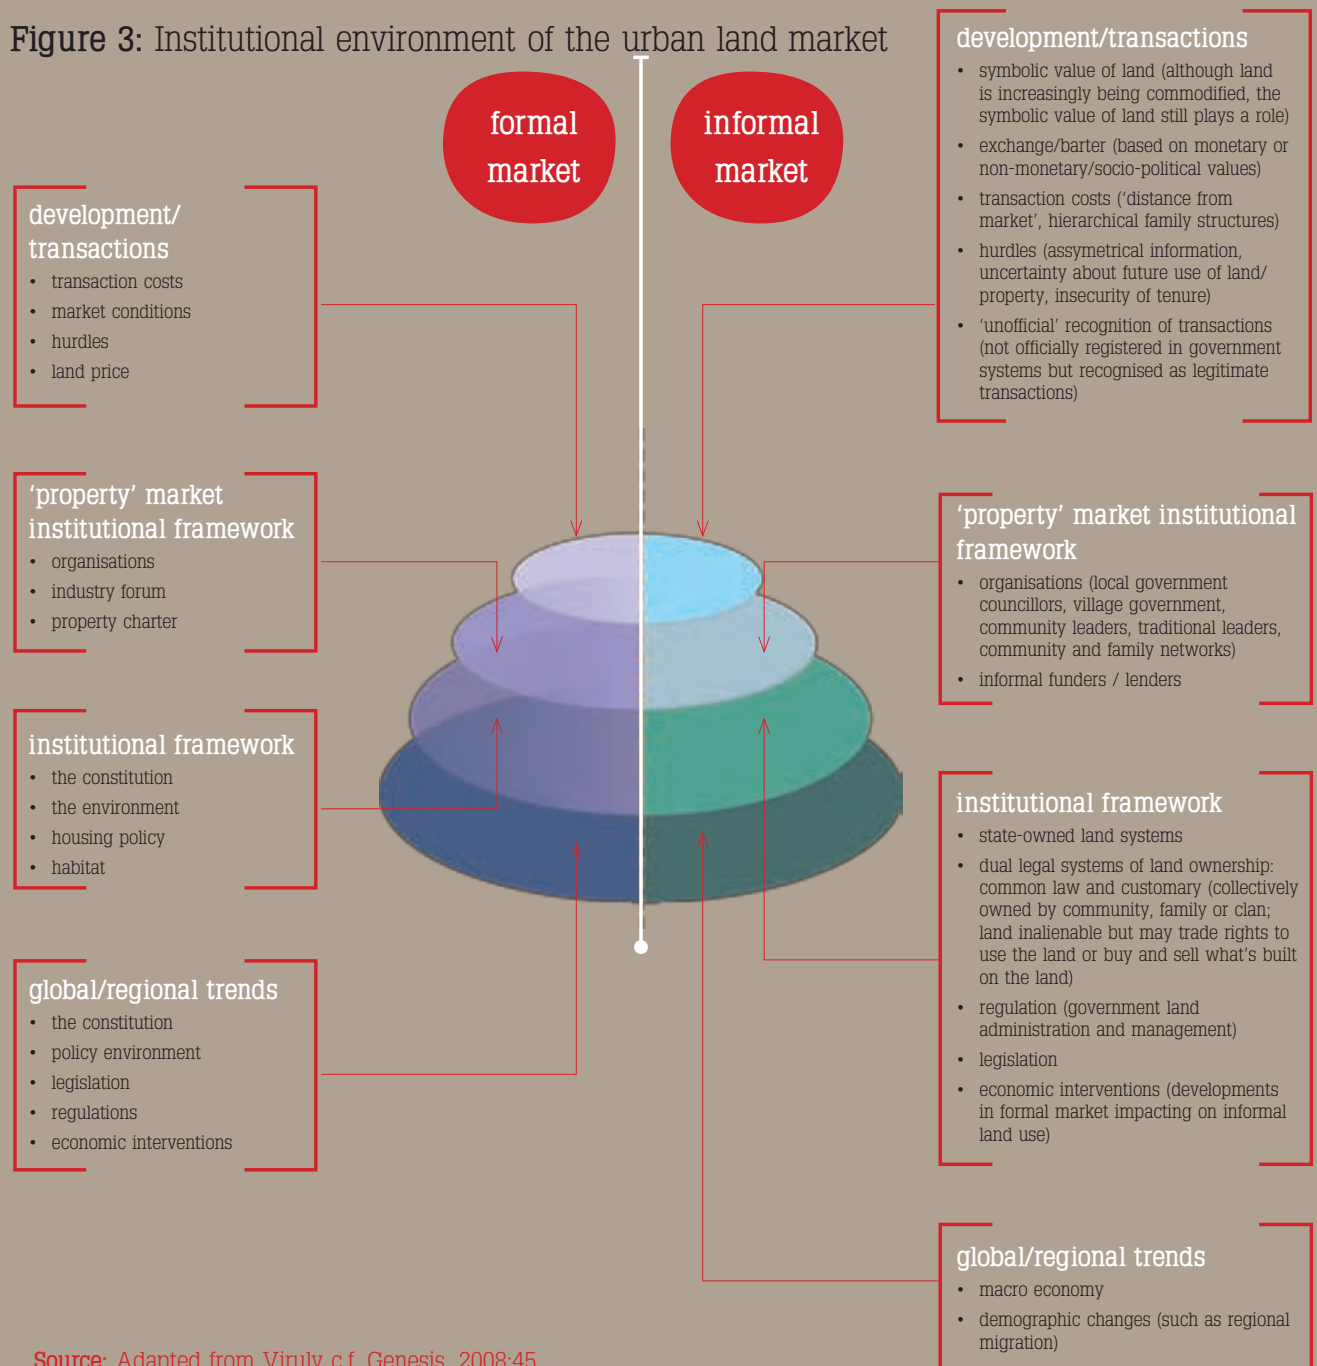 Figure 3: Institutional environment of the urban land market
formal
market
informal
market
development/
transactions
• transaction costs
• market conditions
• hurdles
• land price
‘property’ market
institutional framework
• organisations
• industry forum
• property charter
institutional framework
• the constitution
• the environment
• housing policy
• habitat
global/regional trends
• the constitution
• policy environment
• legislation
• regulations
• economic interventions
development/transactions
• symbolic value of land (although land
is increasingly being commodified, the
symbolic value of land still plays a role)
• exchange/barter (based on monetary or
non-monetary/socio-political values)
• transaction costs (‘distance from
market’, hierarchical family structures)
• hurdles (assymetrical information,
uncertainty about future use of land/
property, insecurity of tenure)
• ‘unofficial’ recognition of transactions
(not officially registered in government
systems but recognised as legitimate
transactions)
‘property’ market institutional
framework
• organisations (local government
councillors, village government,
community leaders, traditional leaders,
community and family networks)
• informal funders / lenders
institutional framework
• state-owned land systems
• dual legal systems of land ownership:
common law and customary (collectively
owned by community, family or clan;
land inalienable but may trade rights to
use the land or buy and sell what’s built
on the land)
• regulation (government land
administration and management)
• legislation
• economic interventions (developments
in formal market impacting on informal
land use)
global/regional trends
• macro economy
• demographic changes (such as regional
migration)
Source: Adapted from Viruly c.f. Genesis, 2008:45